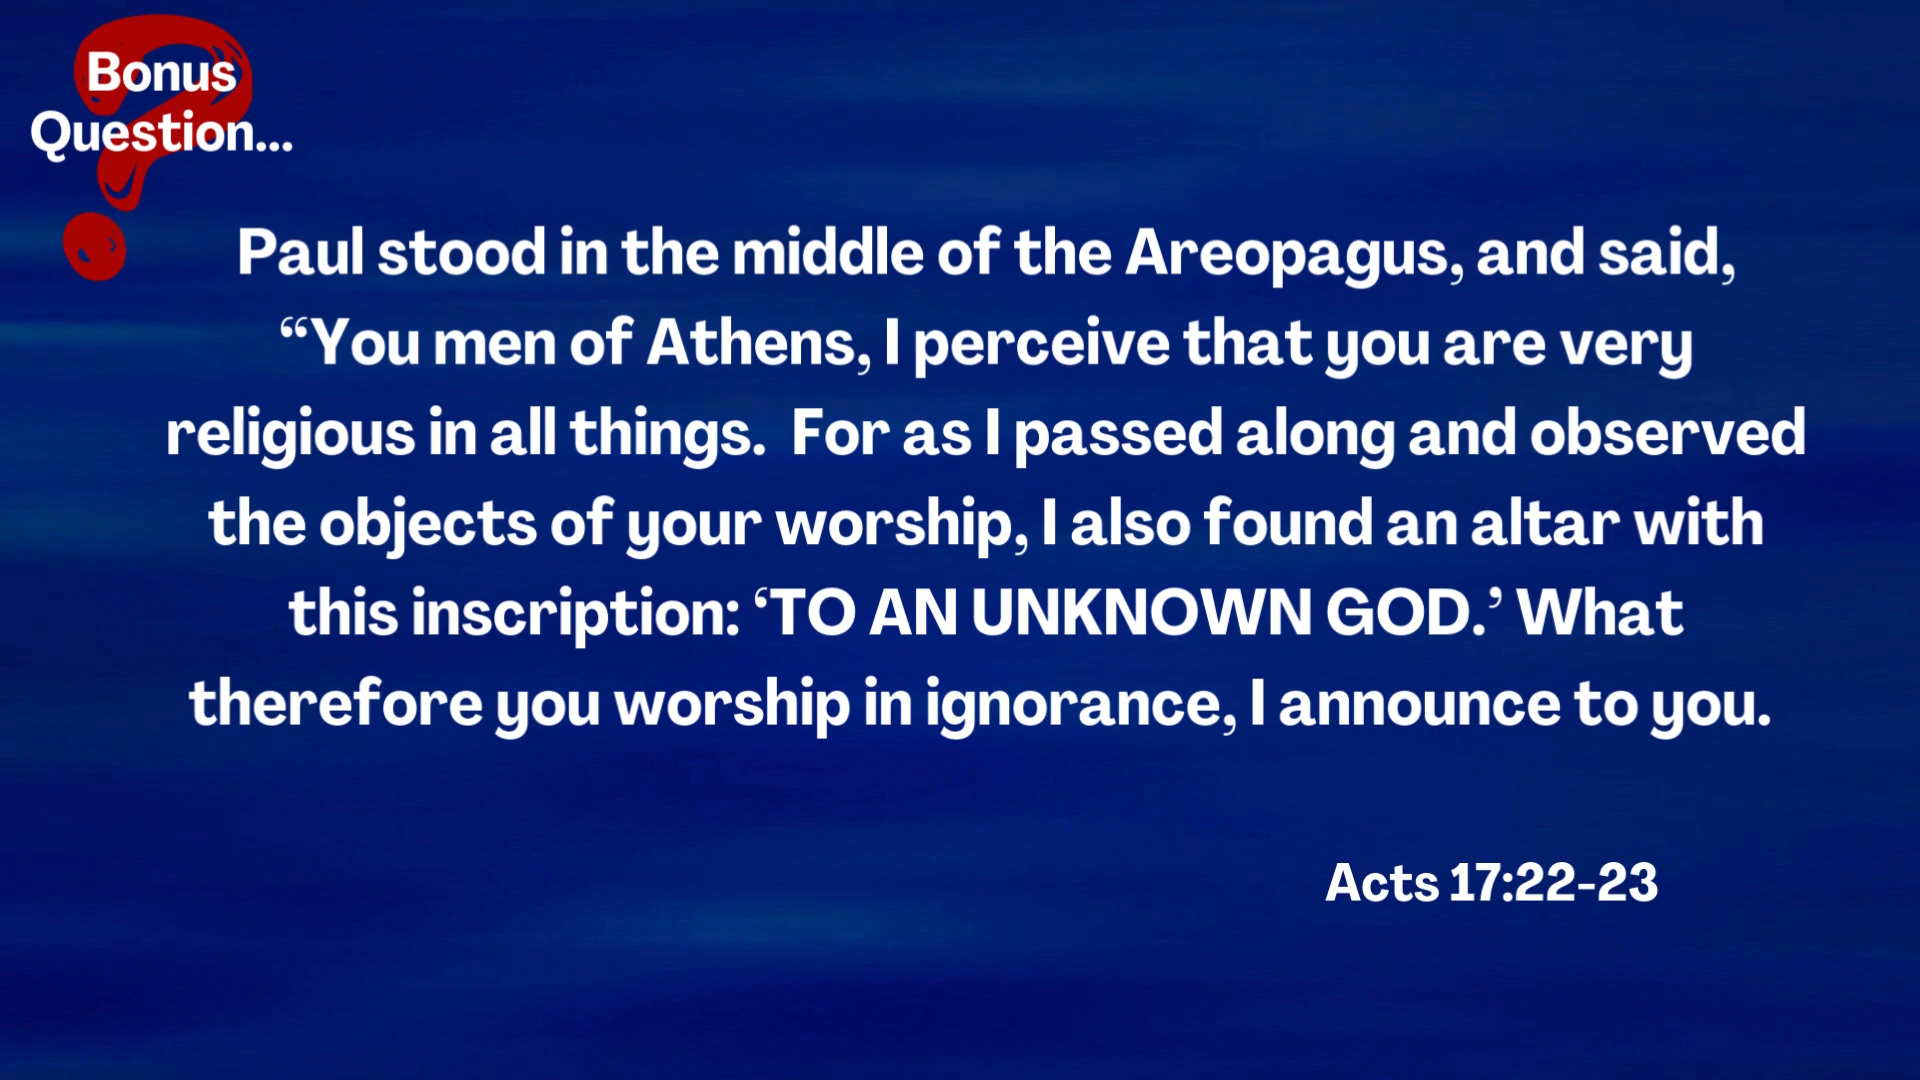 Bonus
Question...
Paul stood in the middle of the Areopagus, and said,
“You men of Athens, I perceive that you are very
religious in all things.  For as I passed along and observed
the objects of your worship, I also found an altar with
this inscription: ‘TO AN UNKNOWN GOD.’ What
therefore you worship in ignorance, I announce to you.
Acts 17:22-23